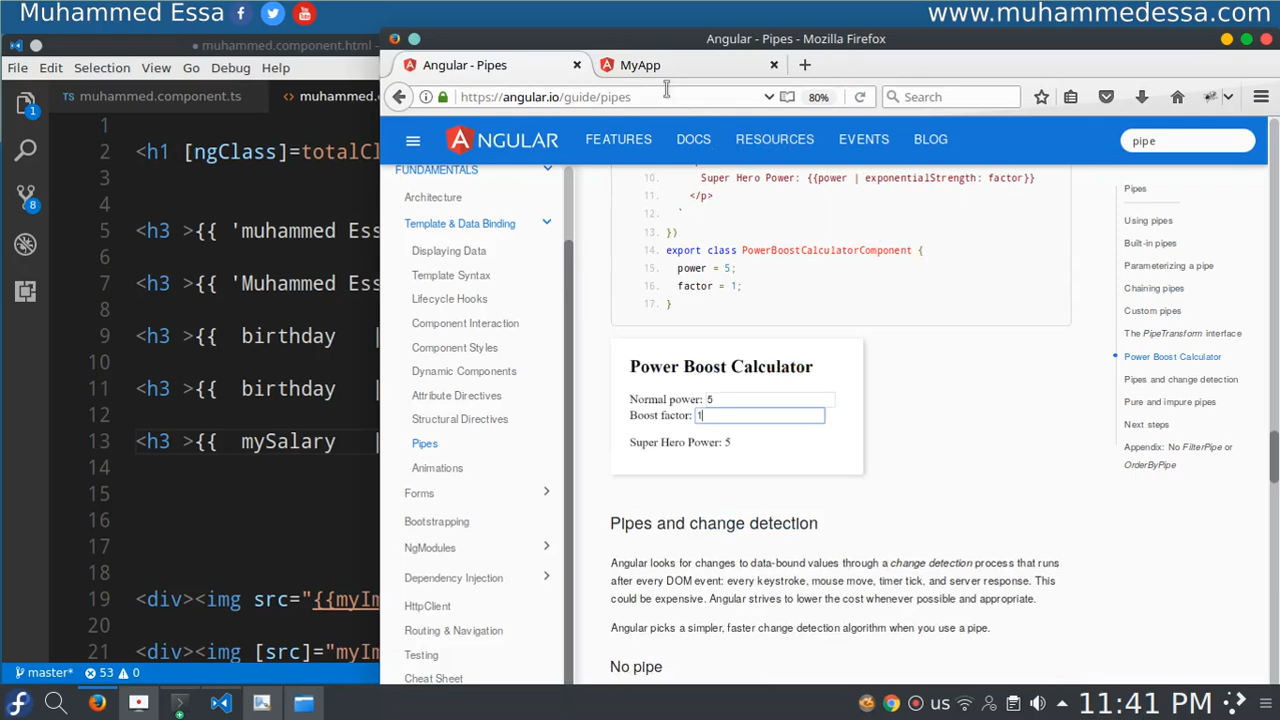 Muhammed Essa
www.muhammedessa.com
muhammed.component.html -
Angular - Pipes - Mozilla Firefox
File Edit Selection View Go Debug Help
Angular - Pipes
MyApp
muhammed.component.ts
https://angular.io/guide/pipes
80%
Search
ANGULAR
FEATURES
DOCS
RESOURCES
EVENTS
BLOG
pipe
1
2 <h1 [ngClass]=totalCl
3
4
5 <h3 >{{ 'muhammed Ess
6
7 <h3 >{{ 'Muhammed Ess
8
9 <h3 >{{ birthday |
10
11 <h3 >{{ birthday |
12
13 <h3 >{{ mySalary |
14
15
16
17
18
19 <div><img src="{{myIm
20
21 <div><img [src]="myIm
1
8
master*
53
0
FUNDAMENTALS
Architecture
Template & Data Binding
Displaying Data
Template Syntax
Lifecycle Hooks
Component Interaction
Component Styles
Dynamic Components
Attribute Directives
Structural Directives
Pipes
Animations
Forms
Bootstrapping
NgModules
Dependency Injection
HttpClient
Routing & Navigation
Testing
Cheat Sheet
10. Super Hero Power: {{power | exponentialStrength: factor}}
11. </p>
12. `
13. })
14. export class PowerBoostCalculatorComponent {
15. power = 5;
16. factor = 1;
17. }
Power Boost Calculator
Normal power: 5
Boost factor: 1
Super Hero Power: 5
Pipes and change detection
Angular looks for changes to data-bound values through a change detection process that runs
after every DOM event: every keystroke, mouse move, timer tick, and server response. This
could be expensive. Angular strives to lower the cost whenever possible and appropriate.
Angular picks a simpler, faster change detection algorithm when you use a pipe.
No pipe
Pipes
Using pipes
Built-in pipes
Parameterizing a pipe
Chaining pipes
Custom pipes
The PipeTransform interface
Power Boost Calculator
Pipes and change detection
Pure and impure pipes
Next steps
Appendix: No FilterPipe or
OrderByPipe
us
11:41 PM